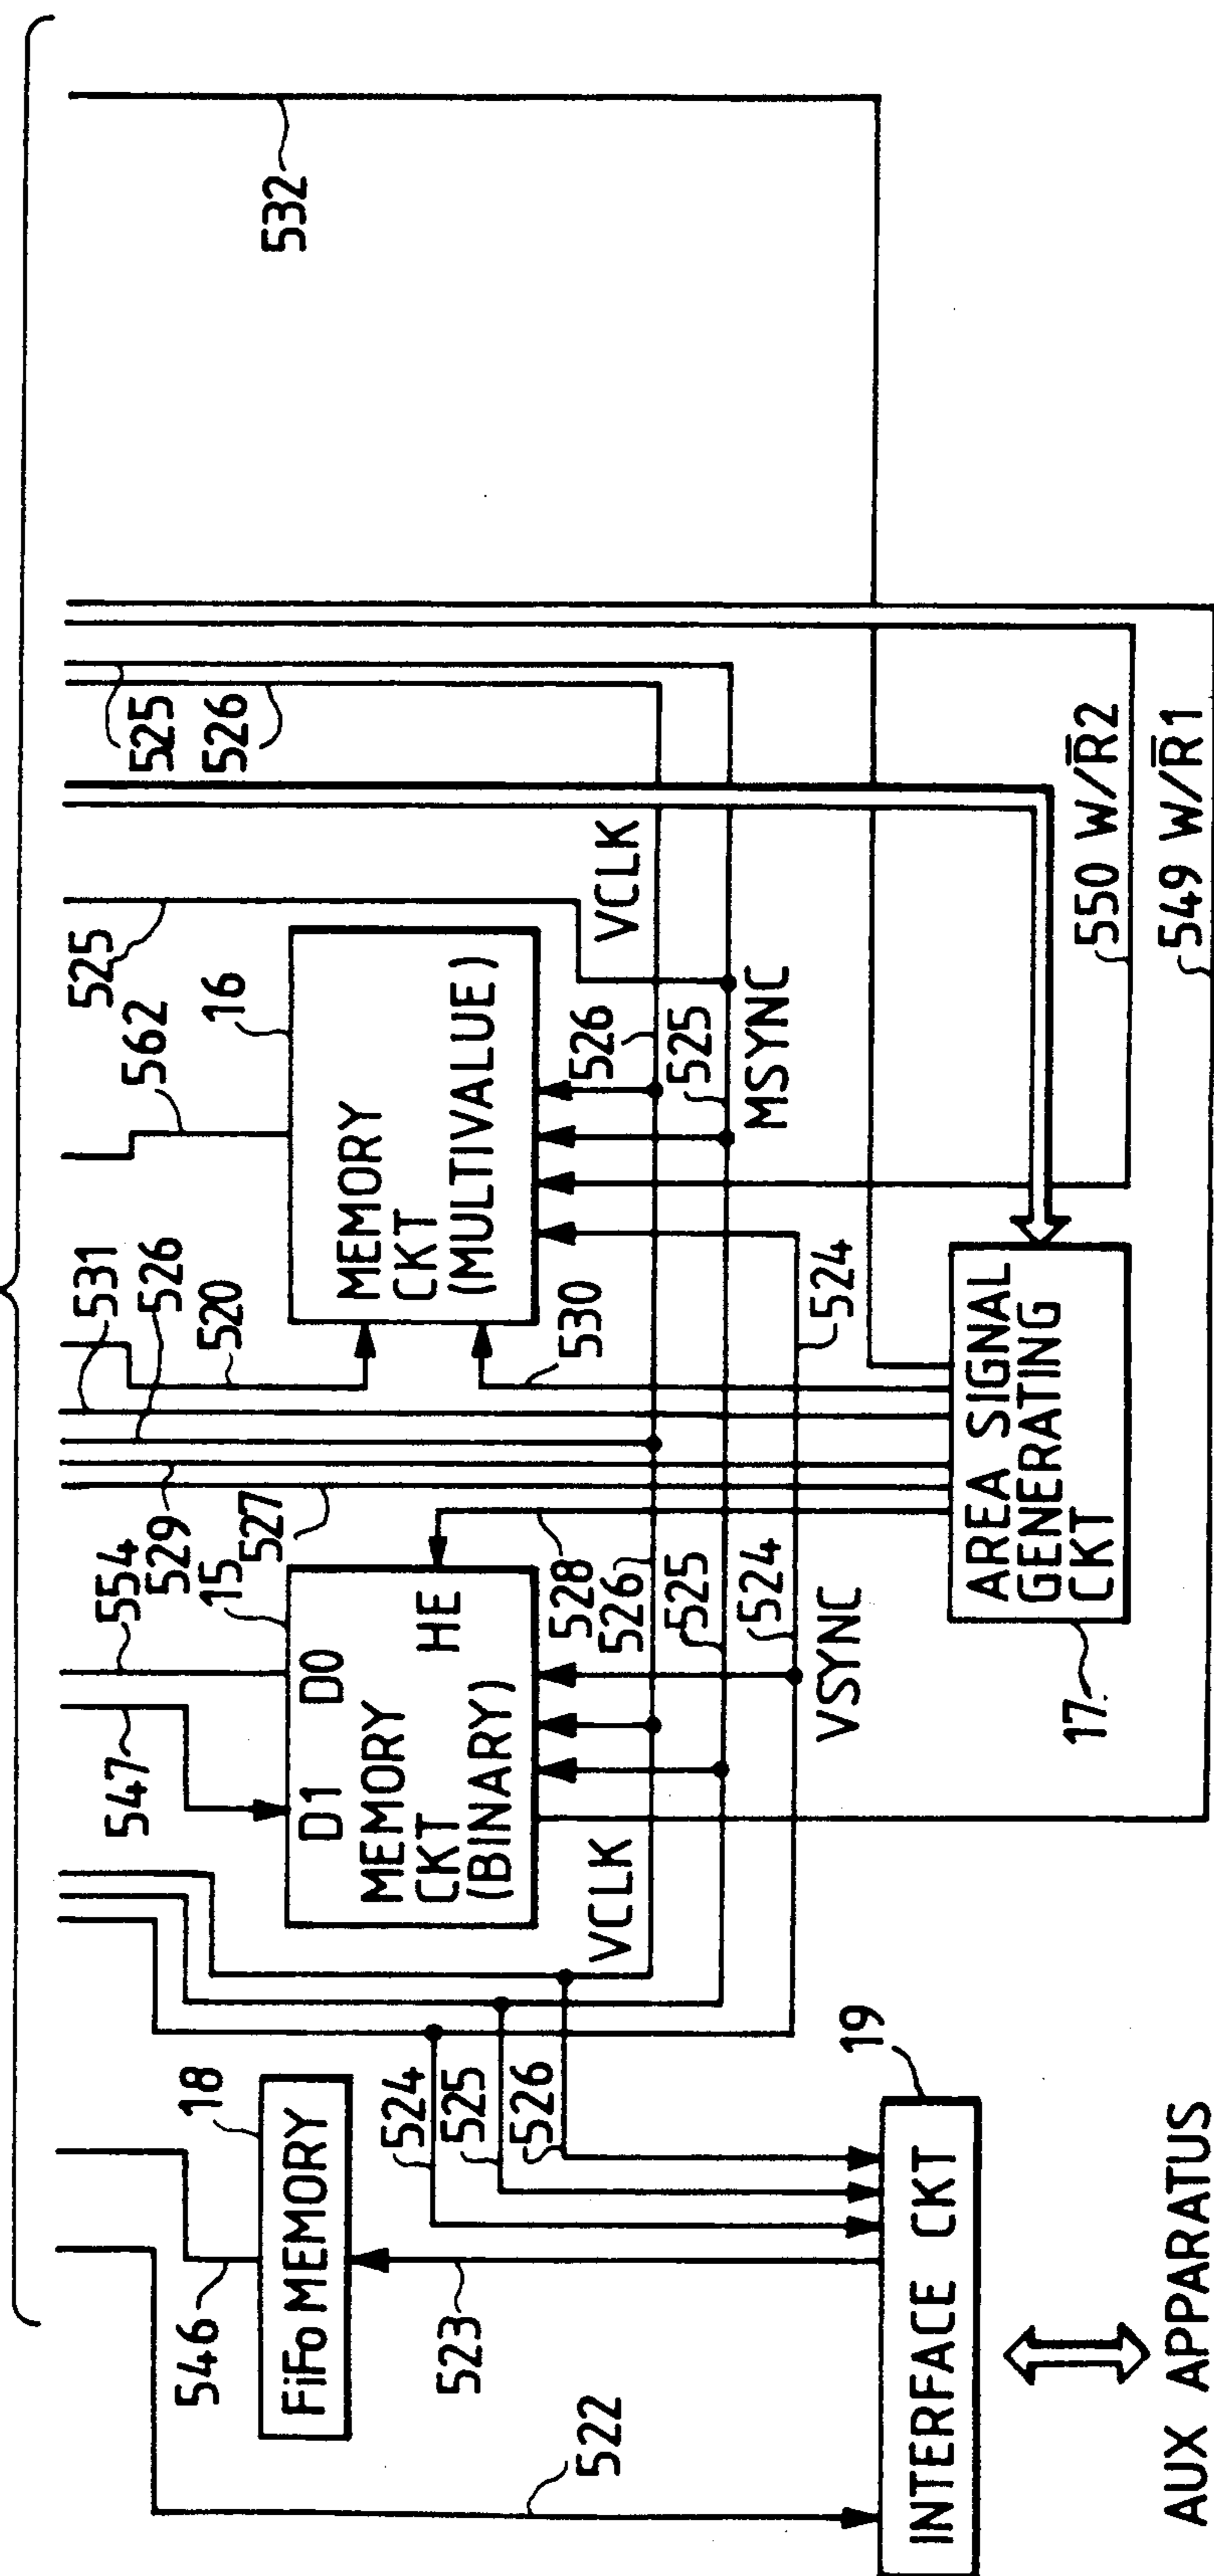 532
525
526
550 W/R̅2
549 W/R̅1
525
562
16
VCLK
MEMORY
CKT
(MULTIVALUE)
526
525
MSYNC
531
526
520
530
524
AREA SIGNAL
GENERATING
CKT
17
554
529
15
527
D1
D0
HE
MEMORY
CKT
(BINARY)
528
526
525
524
VSYNC
547
VCLK
18
FiFo MEMORY
524
525
526
19
546
523
522
INTERFACE CKT
AUX APPARATUS